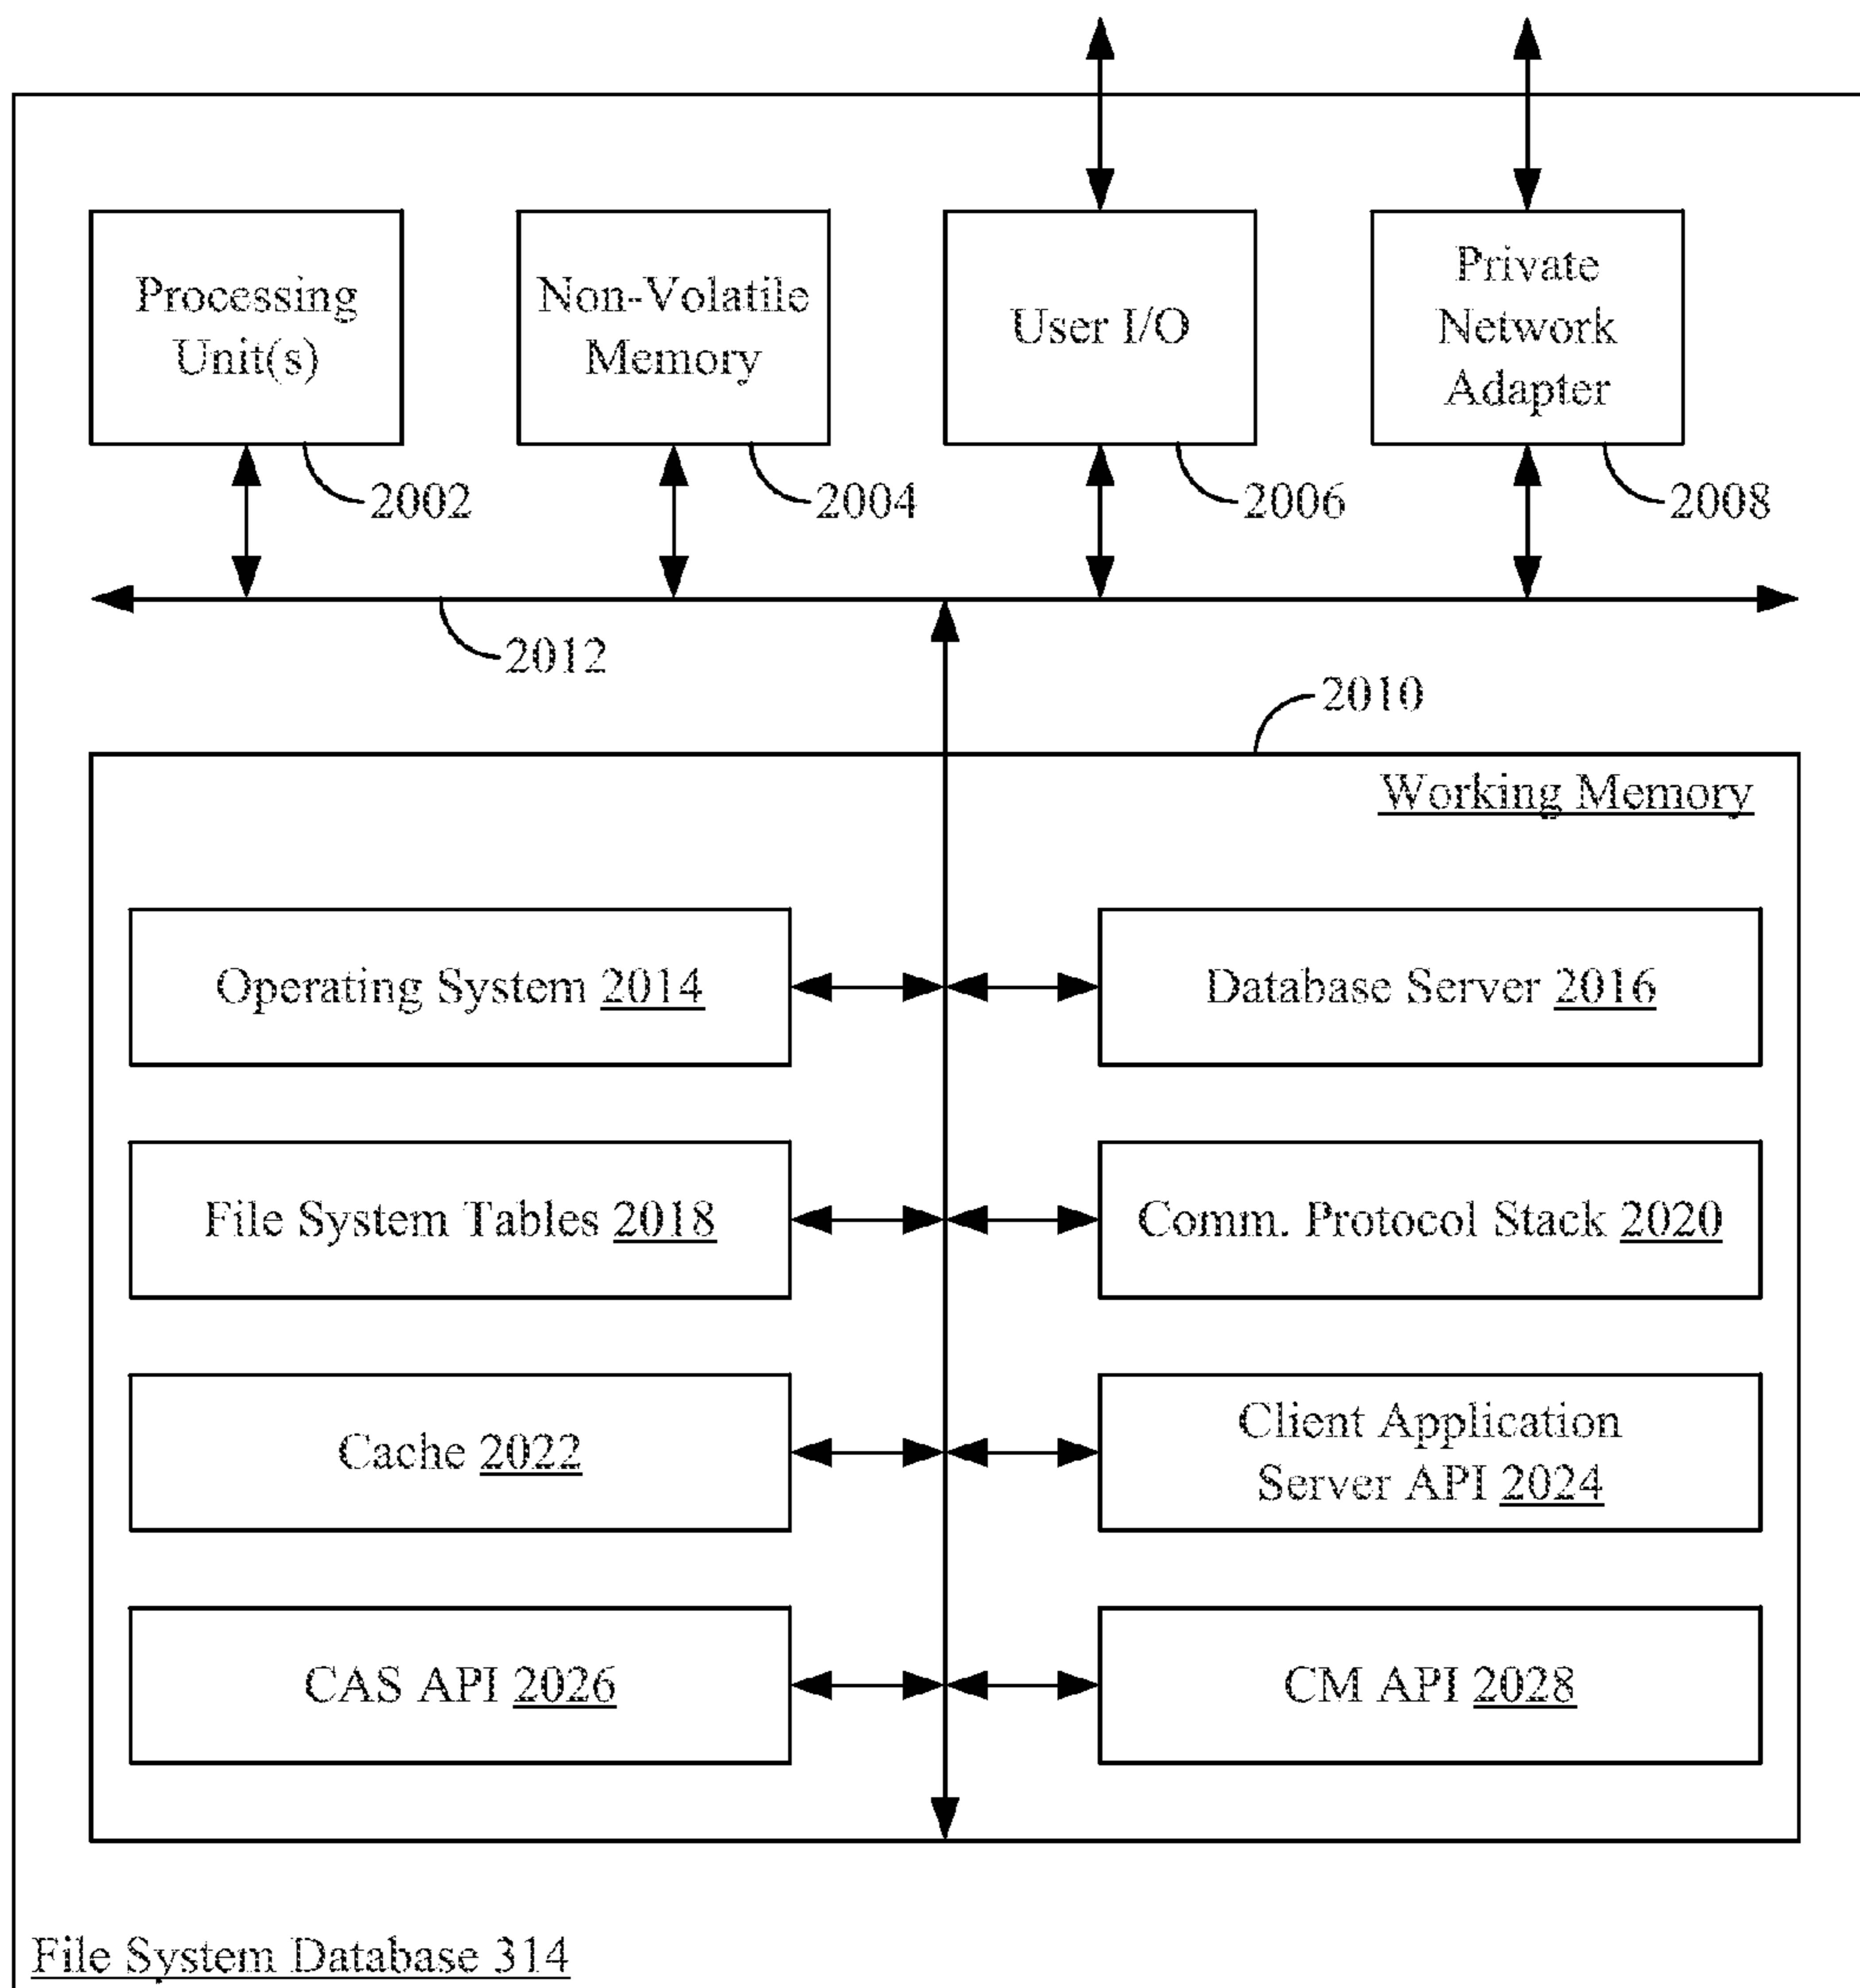 Processing
Unit(s)
Non-Volatile
Memory
User I/O
Private
Network
Adapter
2002
2004
2006
2008
2012
2010
Working Memory
Operating System 2014
Database Server 2016
File System Tables 2018
Comm. Protocol Stack 2020
Cache 2022
Client Application
Server API 2024
CAS API 2026
CM API 2028
File System Database 314